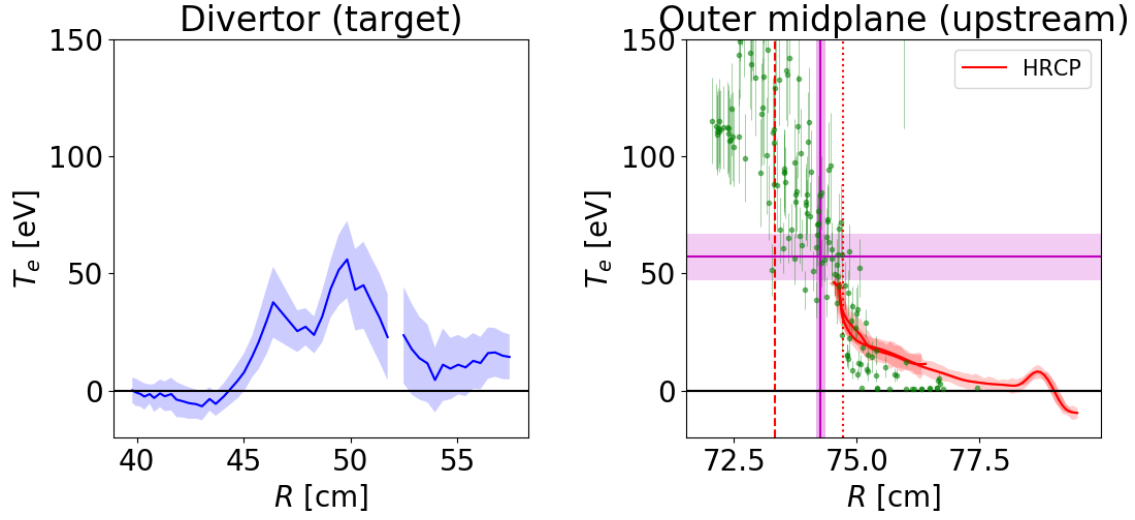 Divertor (target)
150
100
50
0
T_e [eV]
40 45 50 55
R [cm]
Outer midplane (upstream)
150
100
50
0
T_e [eV]
HRCP
72.5 75.0 77.5
R [cm]